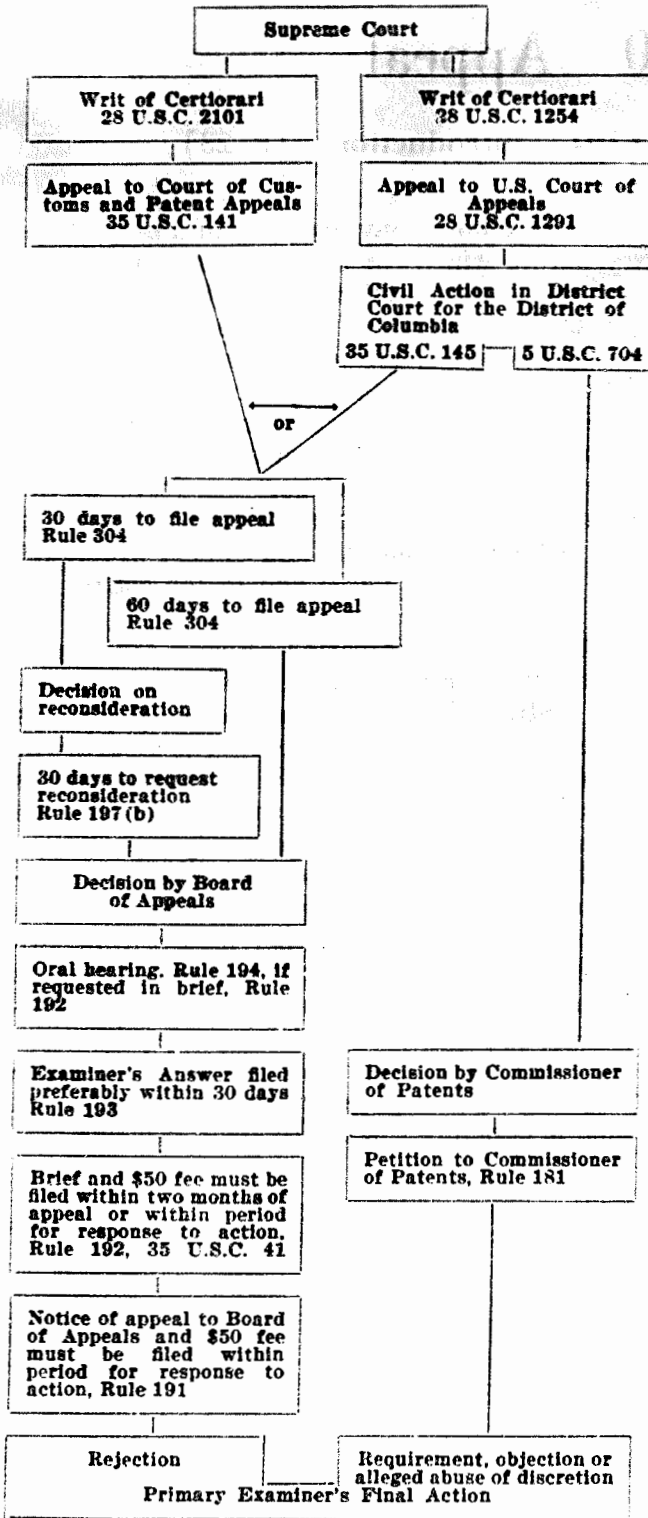 Supreme Court
Writ of Certiorari
28 U.S.C. 2101
Writ of Certiorari
28 U.S.C. 1254
Appeal to Court of Cus-
toms and Patent Appeals
35 U.S.C. 141
Appeal to U.S. Court of
Appeals
28 U.S.C. 1291
Civil Action in District
Court for the District of
Columbia
35 U.S.C. 145
5 U.S.C. 704
or
30 days to file appeal
Rule 304
60 days to file appeal
Rule 304
Decision on
reconsideration
30 days to request
reconsideration
Rule 197(b)
Decision by Board
of Appeals
Oral hearing. Rule 194, if
requested in brief, Rule
192
Examiner's Answer filed
preferably within 30 days
Rule 193
Decision by Commissioner
of Patents
Brief and $50 fee must be
filed within two months of
appeal or within period
for response to action.
Rule 192, 35 U.S.C. 41
Petition to Commissioner
of Patents, Rule 181
Notice of appeal to Board
of Appeals and $50 fee
must be filed within
period for response to
action, Rule 191
Rejection
Requirement, objection or
alleged abuse of discretion
Primary Examiner's Final Action